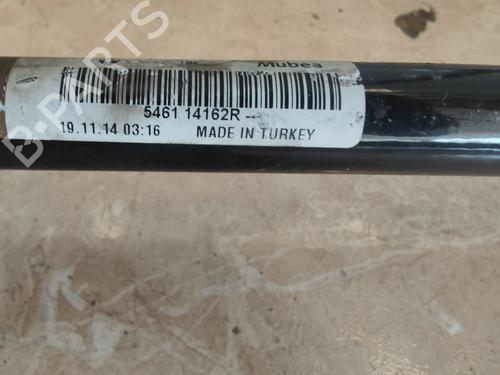 Mubea
5461 14162R --
19.11.14 03:16 MADE IN TURKEY
B-PARTS